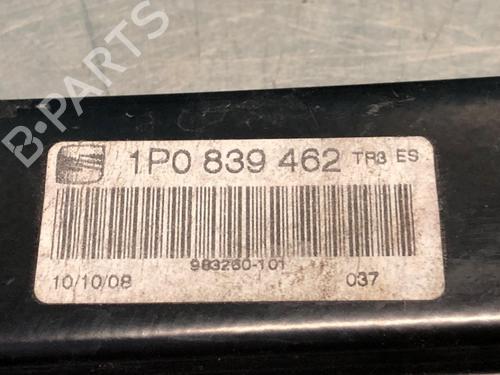 1P0 839 462 TR3 ES
983260-101
10/10/08 037
B-PARTS